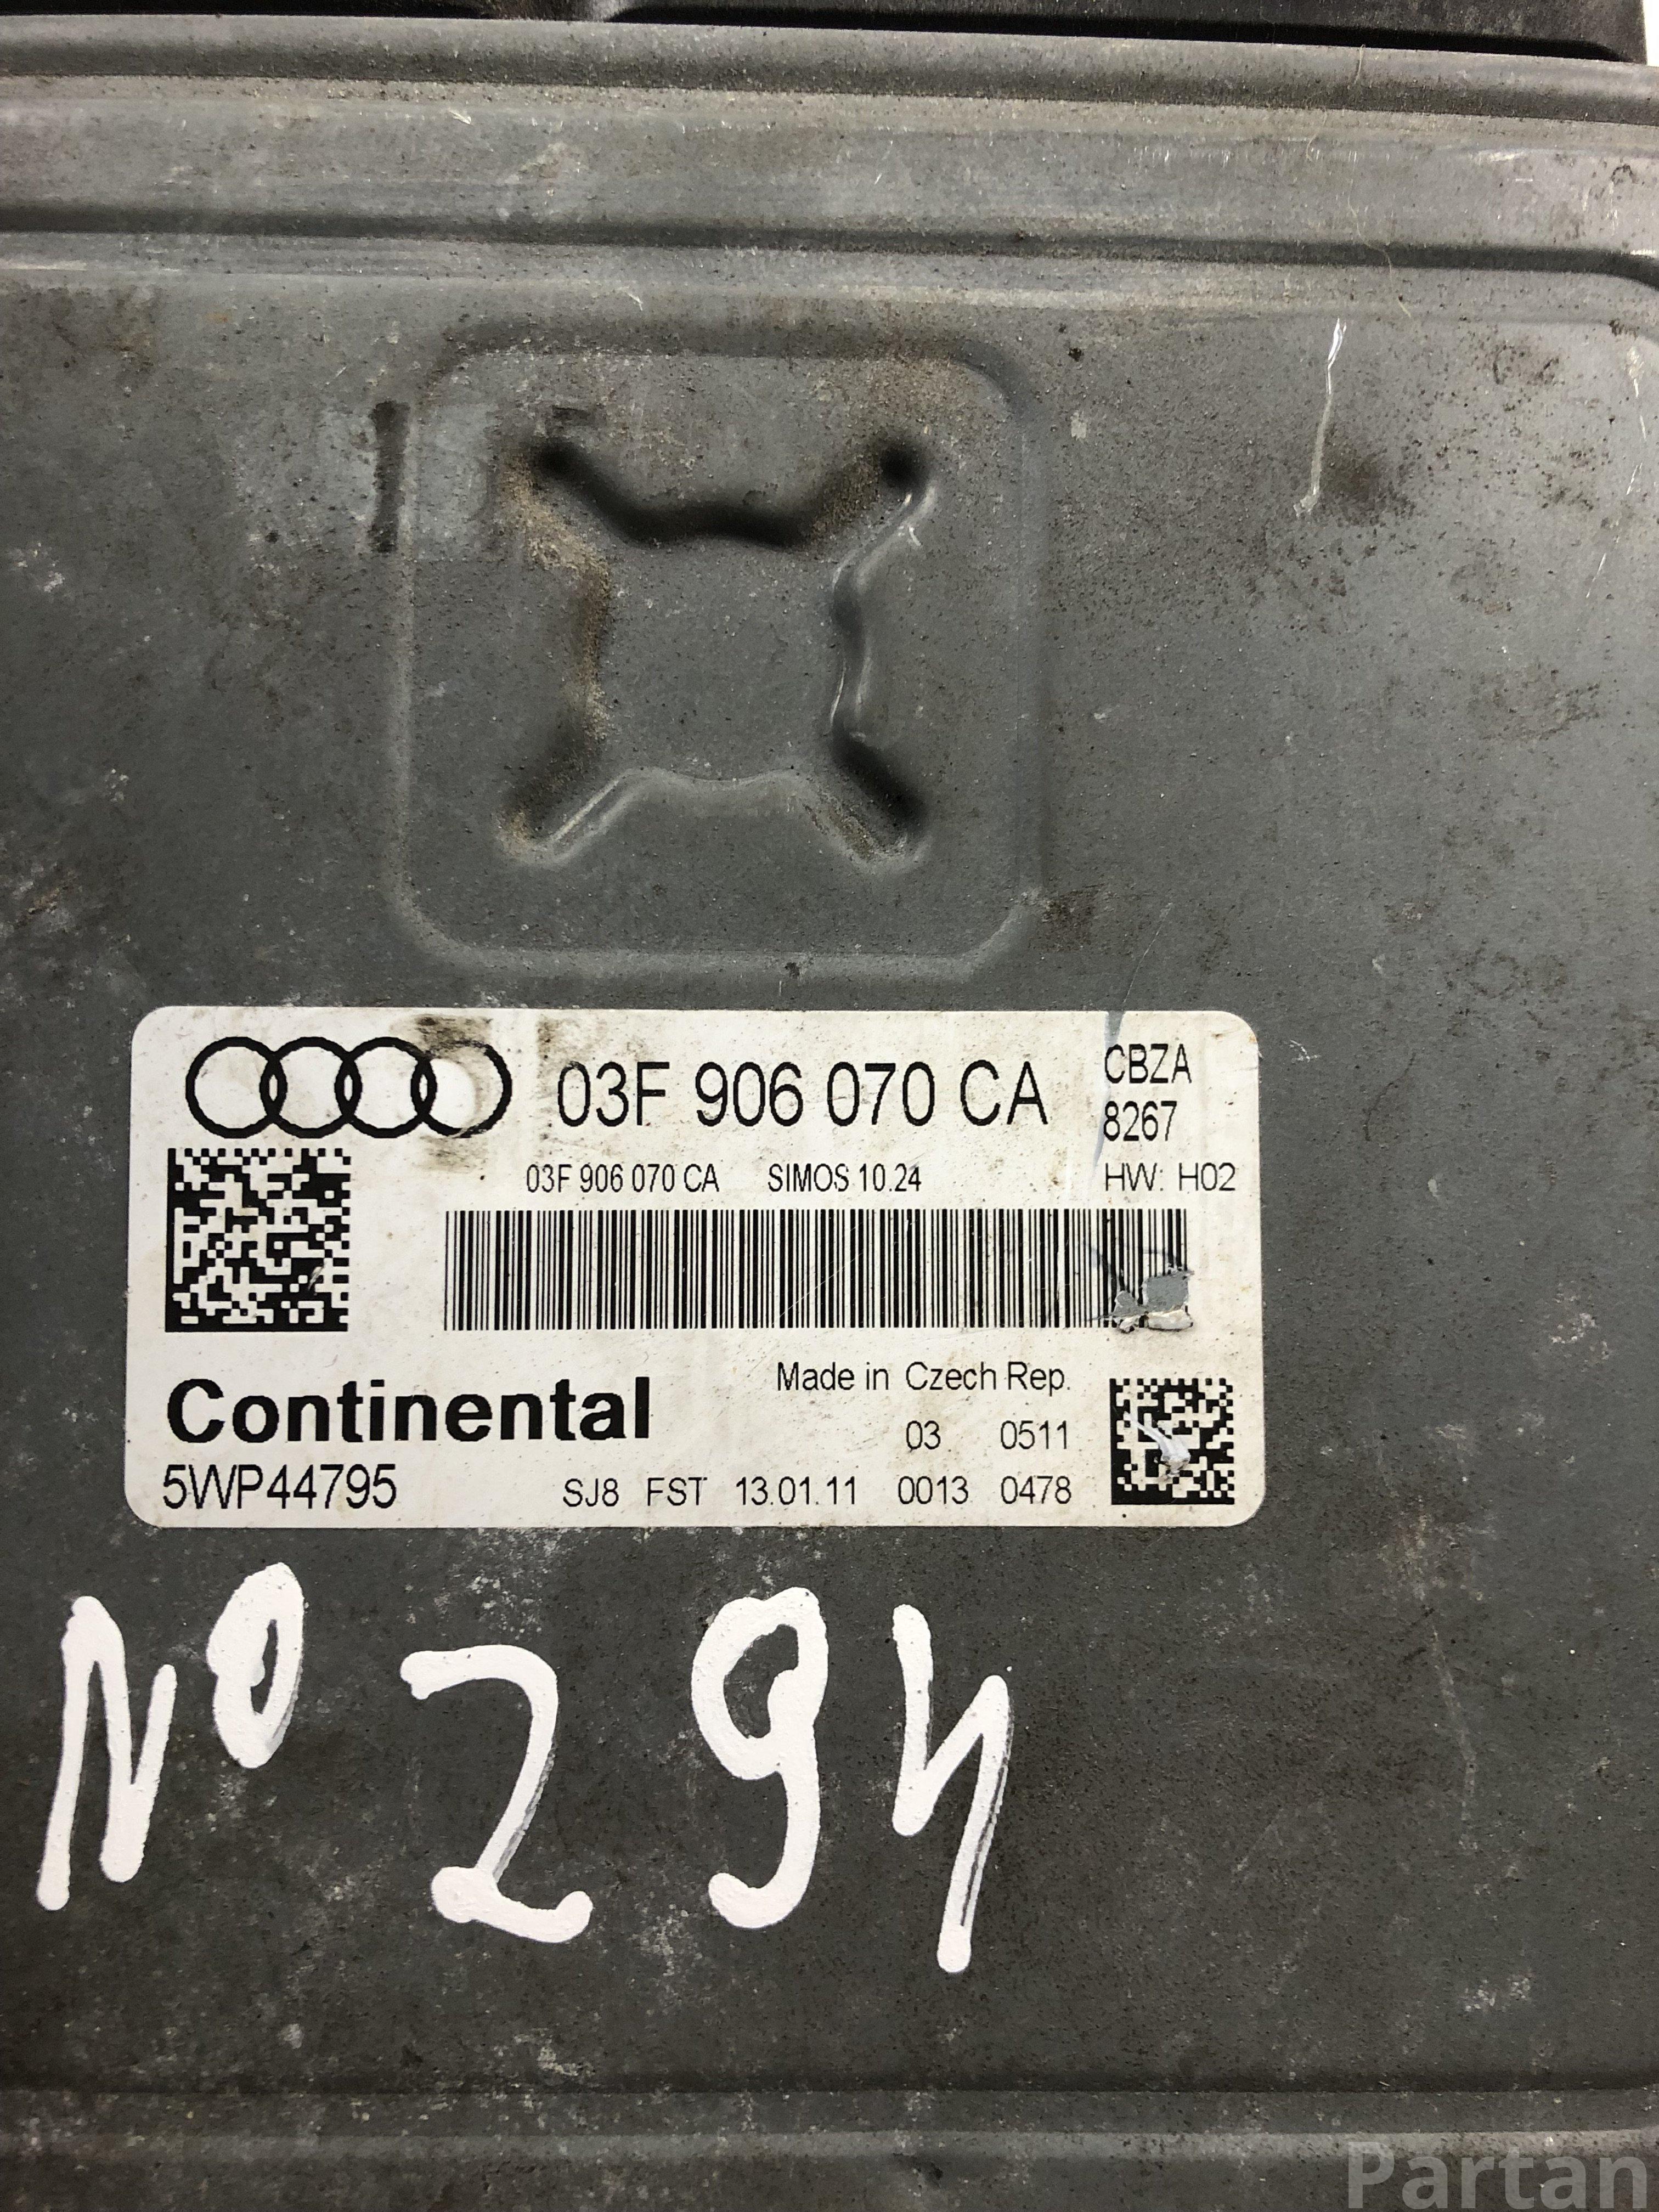 03F 906 070 CA
CBZA
8267
03F 906 070 CA SIMOS 10.24 HW: H02
Made in Czech Rep.
Continental
03 0511
5WP44795 SJ8 FST 13.01.11 0013 0478
Nº 294
Partan